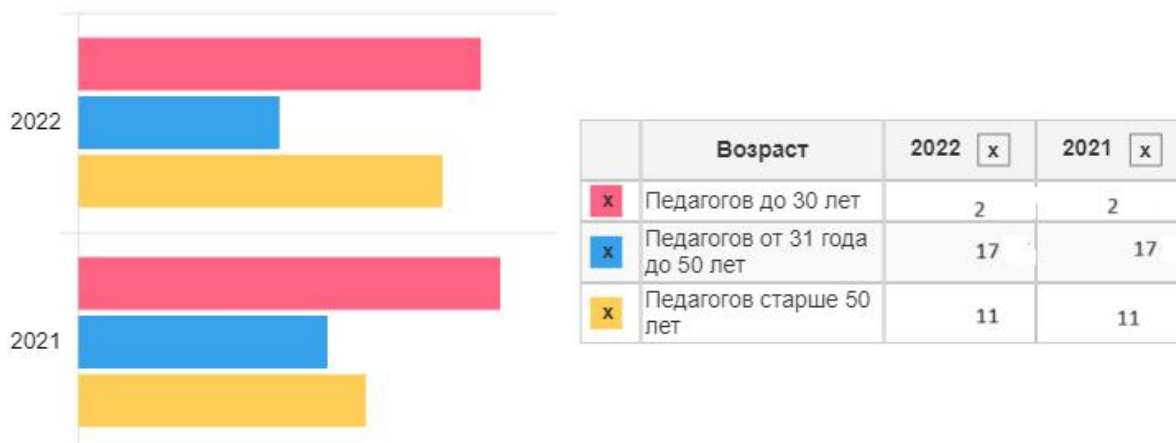 2022
2021
Возраст 2022 x 2021 x
x Педагогов до 30 лет 2 2
x Педагогов от 31 года
до 50 лет 17 17
x Педагогов старше 50
лет 11 11